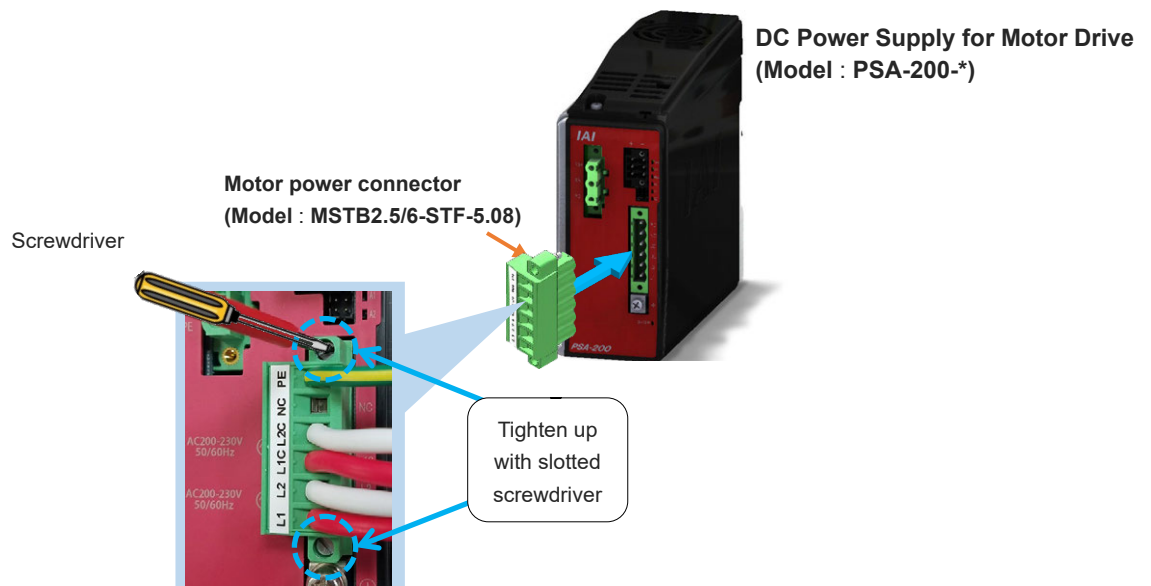 DC Power Supply for Motor Drive
(Model : PSA-200-*)
IAI
Motor power connector
(Model : MSTB2.5/6-STF-5.08)
Screwdriver
PSA-200
PE
PE
NC
NC
L2C
AC200-230V
50/60Hz
L1C
L2
AC200-230V
50/60Hz
L1
Tighten up
with slotted
screwdriver